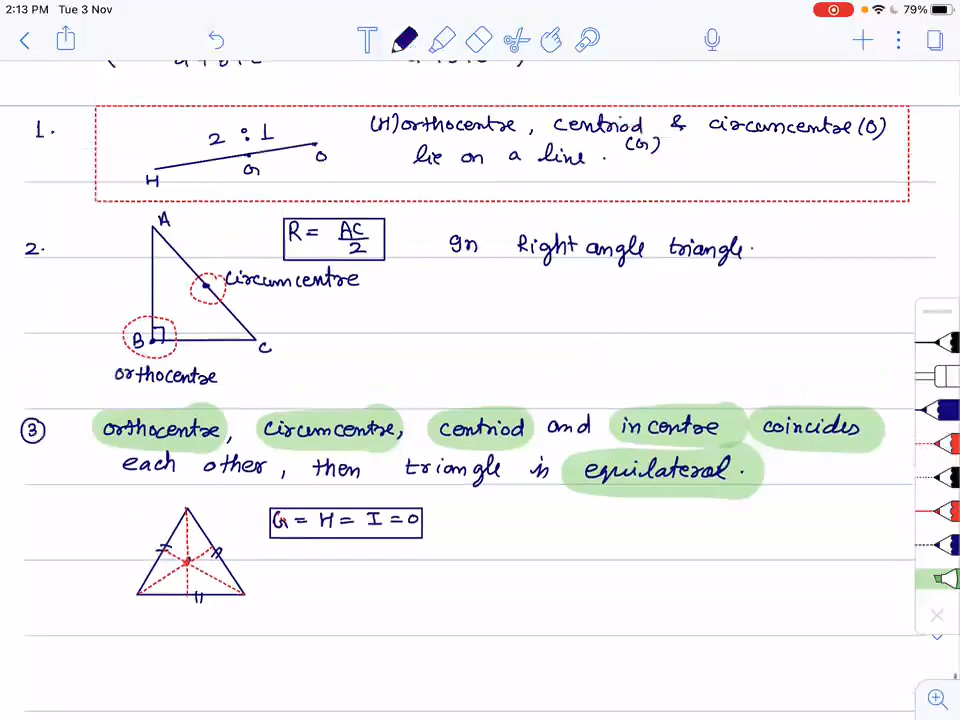 2:13 PM Tue 3 Nov
79%
1.
2 : 1
H
G
O
(H) orthocentre, centriod & circumcentre (O)
(G)
lie on a line.
2.
A
R = AC/2
In Right angle triangle.
circumcentre
B
C
orthocentre
③ orthocentre, circumcentre, centriod and incentre coincides
each other, then triangle is equilateral.
G = H = I = O